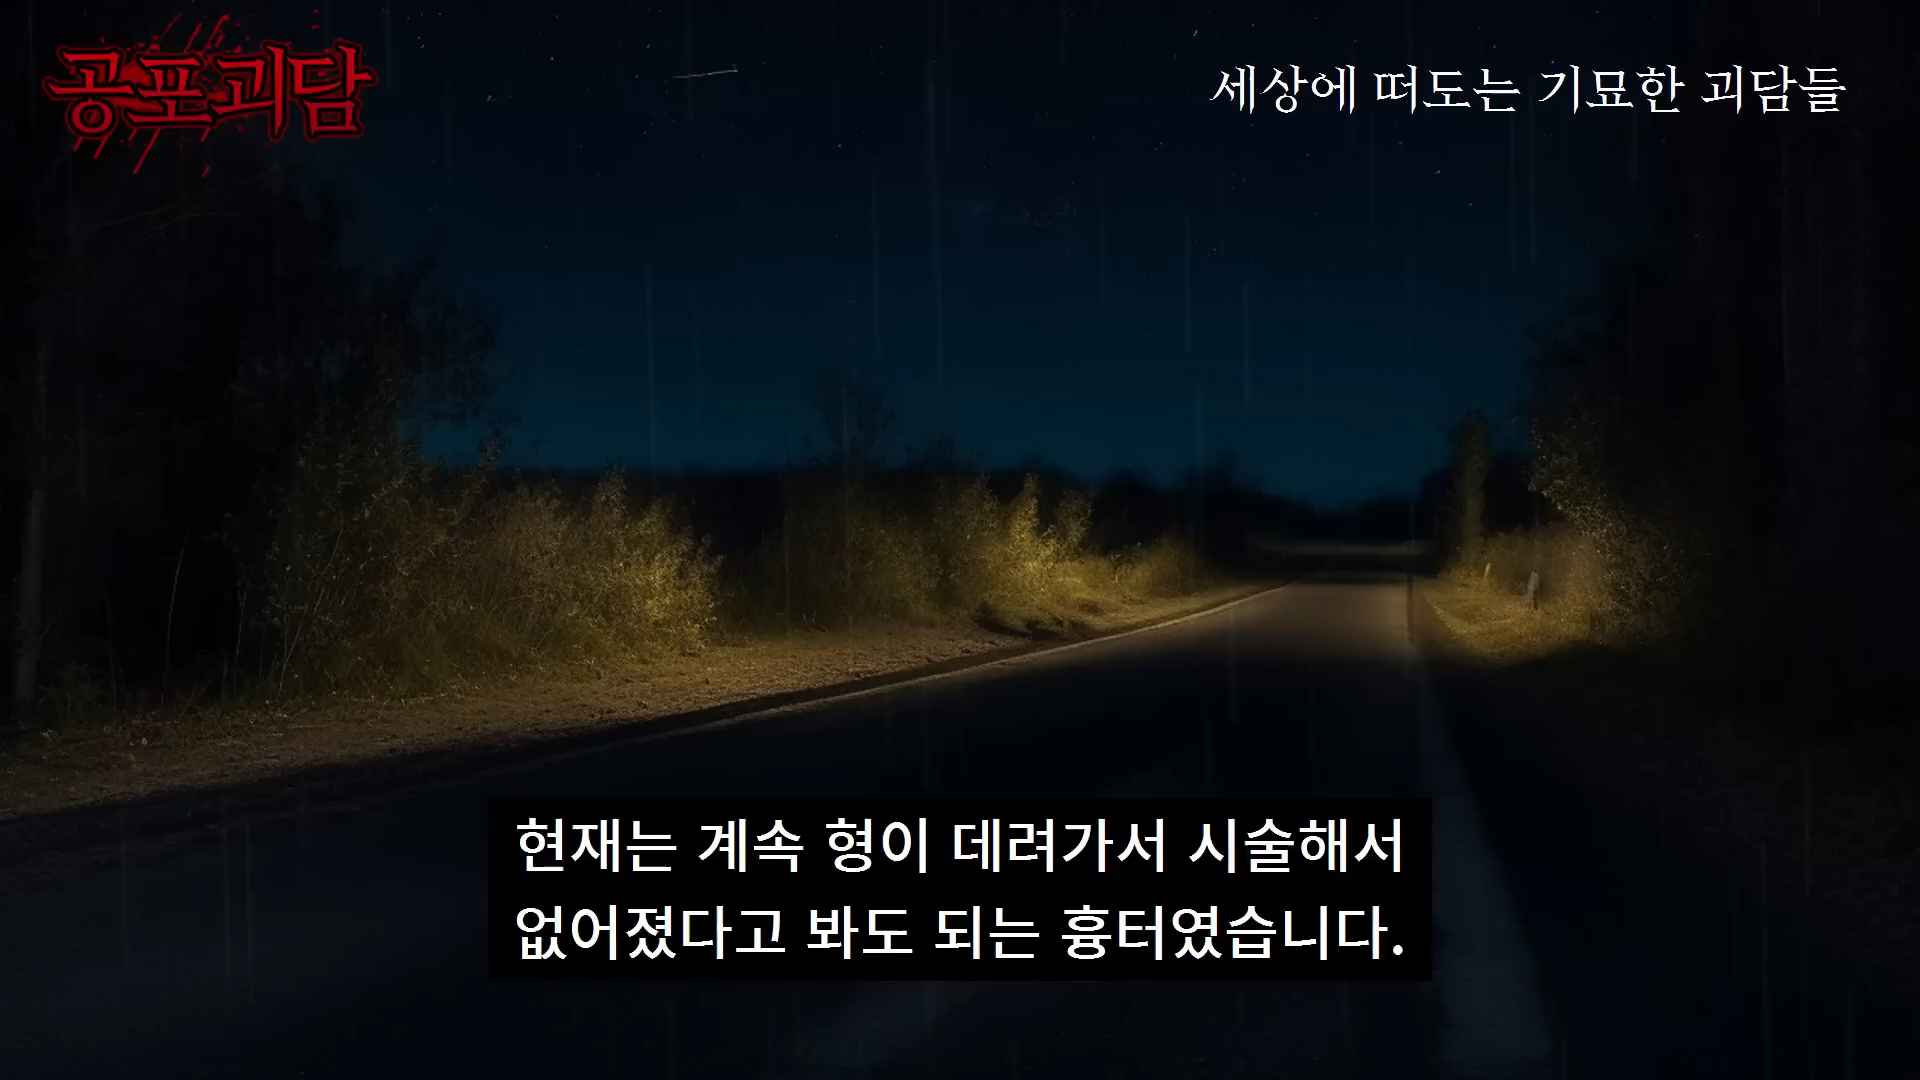 공포괴담
세상에 떠도는 기묘한 괴담들
현재는 계속 형이 데려가서 시술해서
없어졌다고 봐도 되는 흉터였습니다.